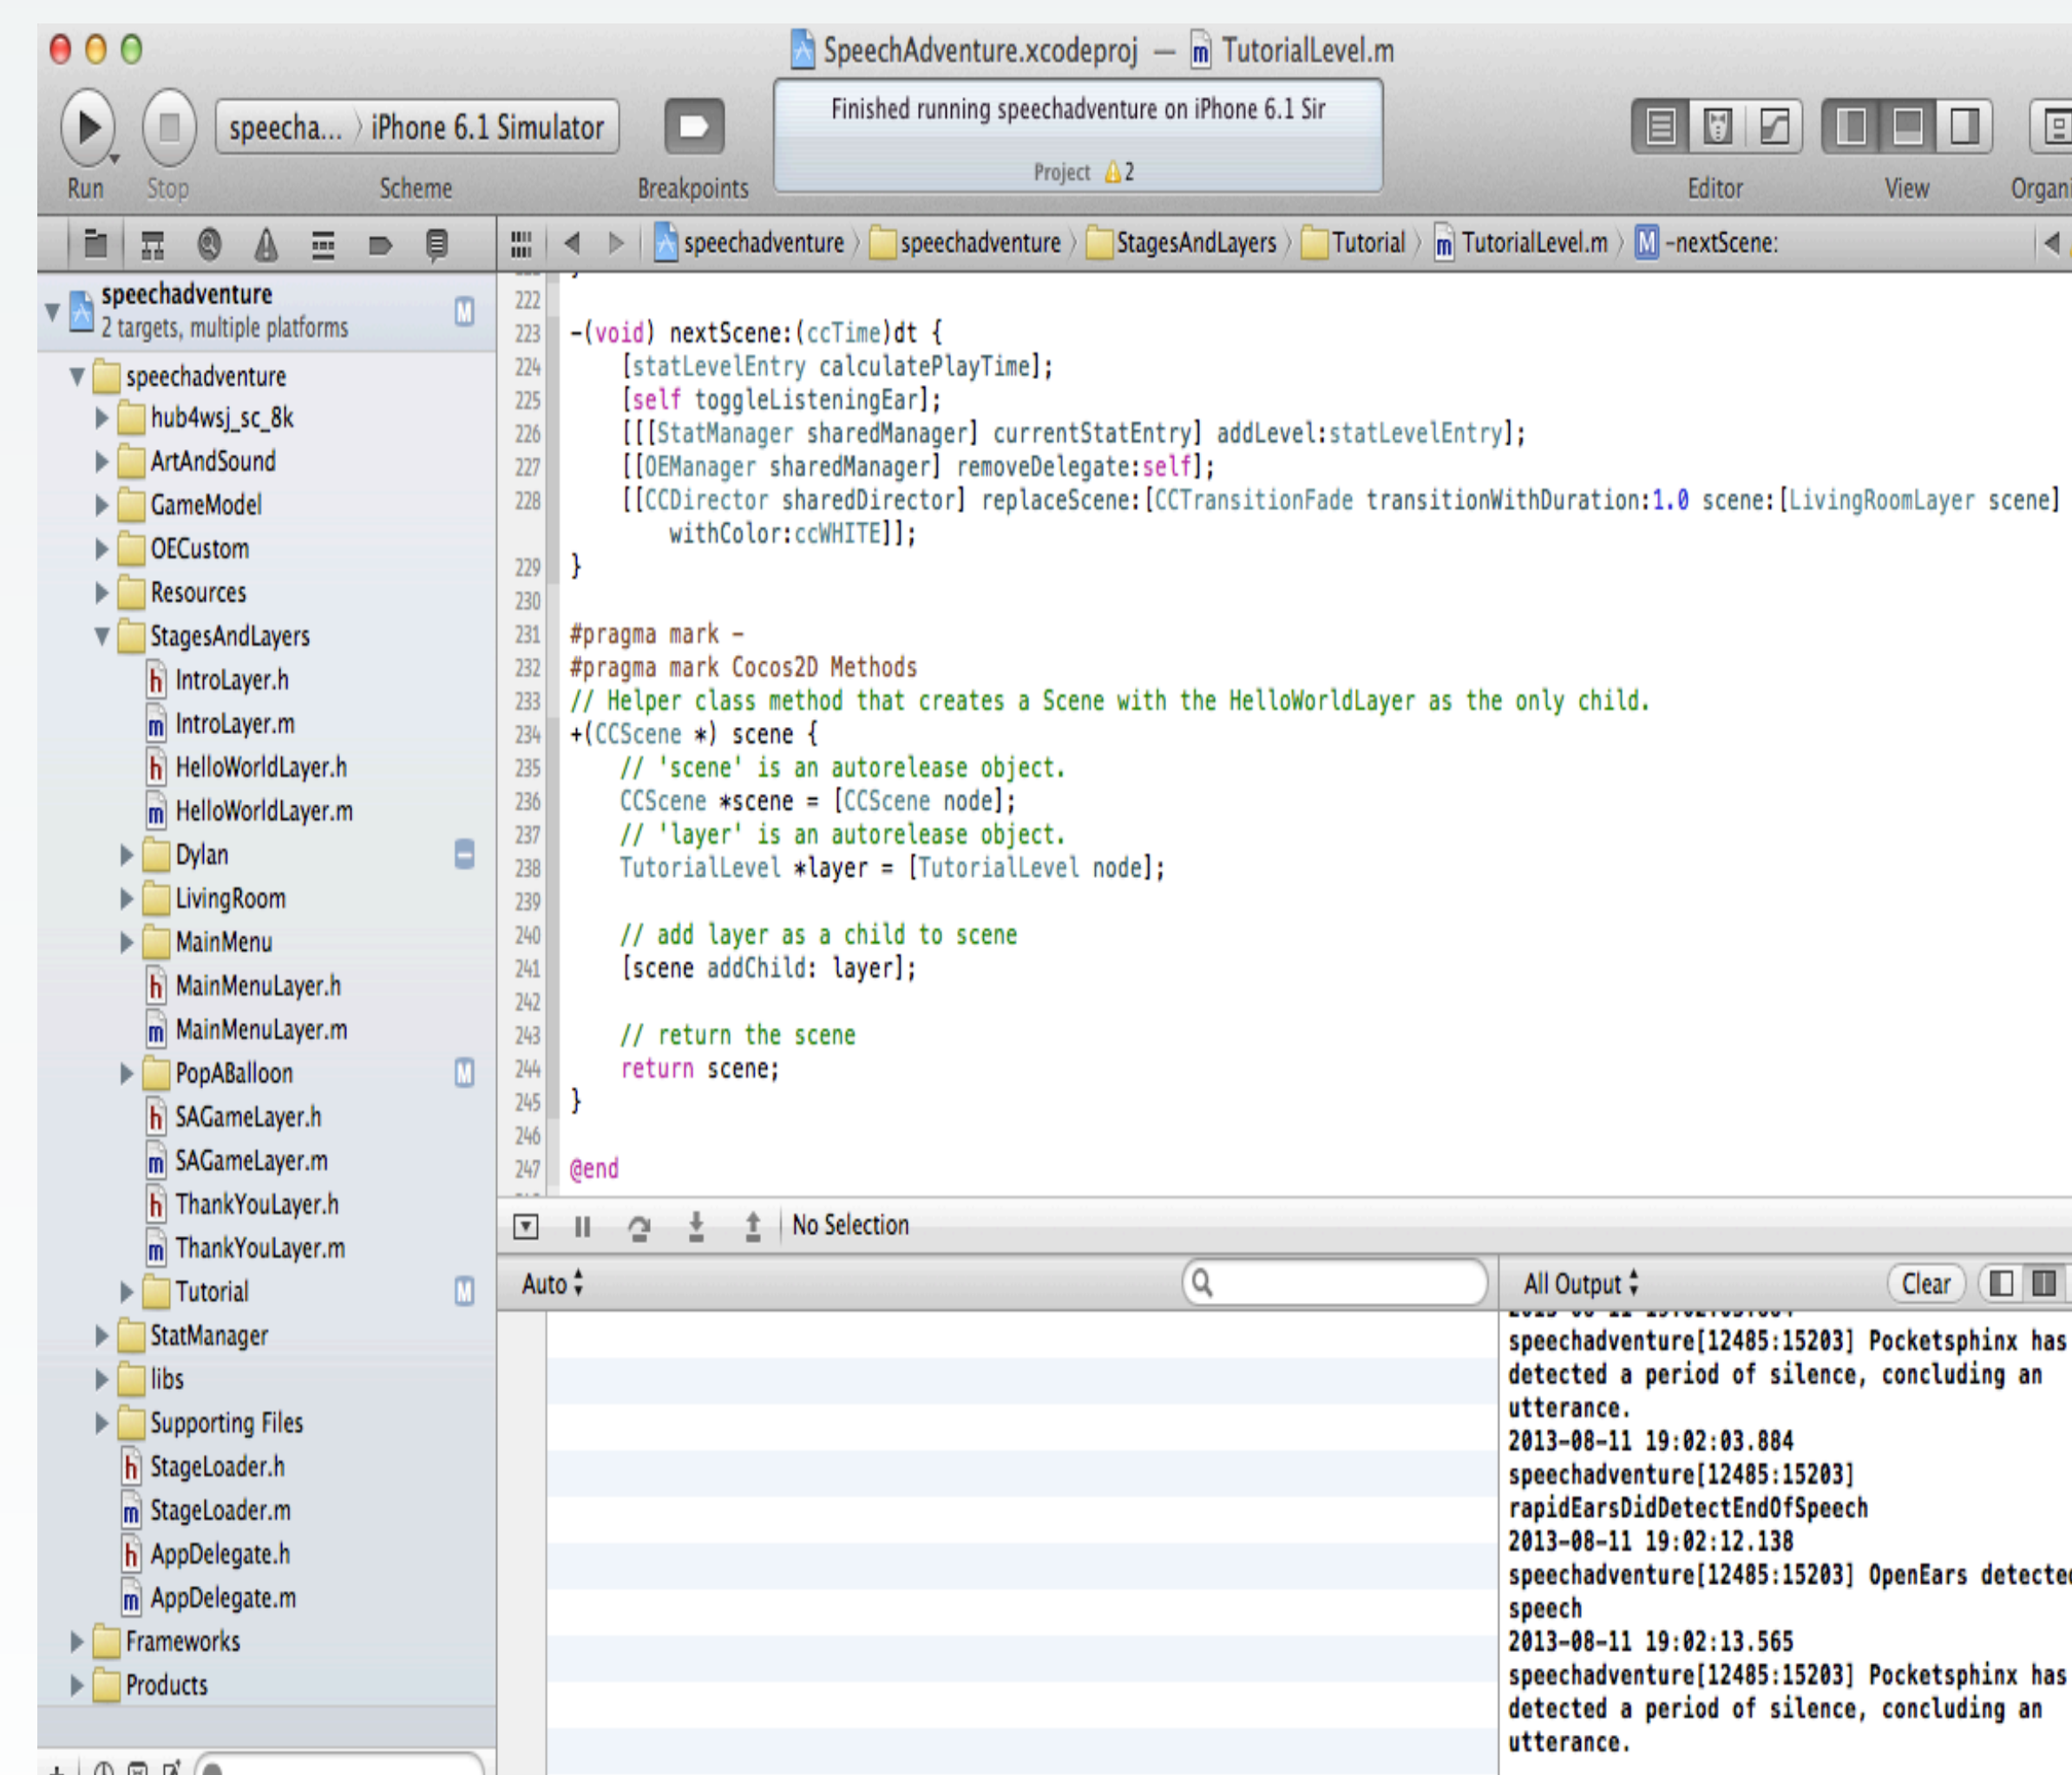 SpeechAdventure.xcodeproj — TutorialLevel.m
speecha... iPhone 6.1 Simulator
Finished running speechadventure on iPhone 6.1 Sir
Project 2
Run Stop Scheme Breakpoints Editor View Organi
speechadventure speechadventure StagesAndLayers Tutorial TutorialLevel.m M -nextScene:
speechadventure M
2 targets, multiple platforms
speechadventure
hub4wsj_sc_8k
ArtAndSound
GameModel
OECustom
Resources
StagesAndLayers
h IntroLayer.h
m IntroLayer.m
h HelloWorldLayer.h
m HelloWorldLayer.m
Dylan
LivingRoom
MainMenu
h MainMenuLayer.h
m MainMenuLayer.m
PopABalloon M
h SAGameLayer.h
m SAGameLayer.m
h ThankYouLayer.h
m ThankYouLayer.m
Tutorial M
StatManager
libs
Supporting Files
h StageLoader.h
m StageLoader.m
h AppDelegate.h
m AppDelegate.m
Frameworks
Products
222
223 -(void) nextScene:(ccTime)dt {
224 [statLevelEntry calculatePlayTime];
225 [self toggleListeningEar];
226 [[[StatManager sharedManager] currentStatEntry] addLevel:statLevelEntry];
227 [[OEManager sharedManager] removeDelegate:self];
228 [[CCDirector sharedDirector] replaceScene:[CCTransitionFade transitionWithDuration:1.0 scene:[LivingRoomLayer scene]
withColor:ccWHITE]];
229 }
230
231 #pragma mark -
232 #pragma mark Cocos2D Methods
233 // Helper class method that creates a Scene with the HelloWorldLayer as the only child.
234 +(CCScene *) scene {
235 // 'scene' is an autorelease object.
236 CCScene *scene = [CCScene node];
237 // 'layer' is an autorelease object.
238 TutorialLevel *layer = [TutorialLevel node];
239
240 // add layer as a child to scene
241 [scene addChild: layer];
242
243 // return the scene
244 return scene;
245 }
246
247 @end
No Selection
Auto
All Output Clear
speechadventure[12485:15203] Pocketsphinx has
detected a period of silence, concluding an
utterance.
2013-08-11 19:02:03.884
speechadventure[12485:15203]
rapidEarsDidDetectEndOfSpeech
2013-08-11 19:02:12.138
speechadventure[12485:15203] OpenEars detected
speech
2013-08-11 19:02:13.565
speechadventure[12485:15203] Pocketsphinx has
detected a period of silence, concluding an
utterance.